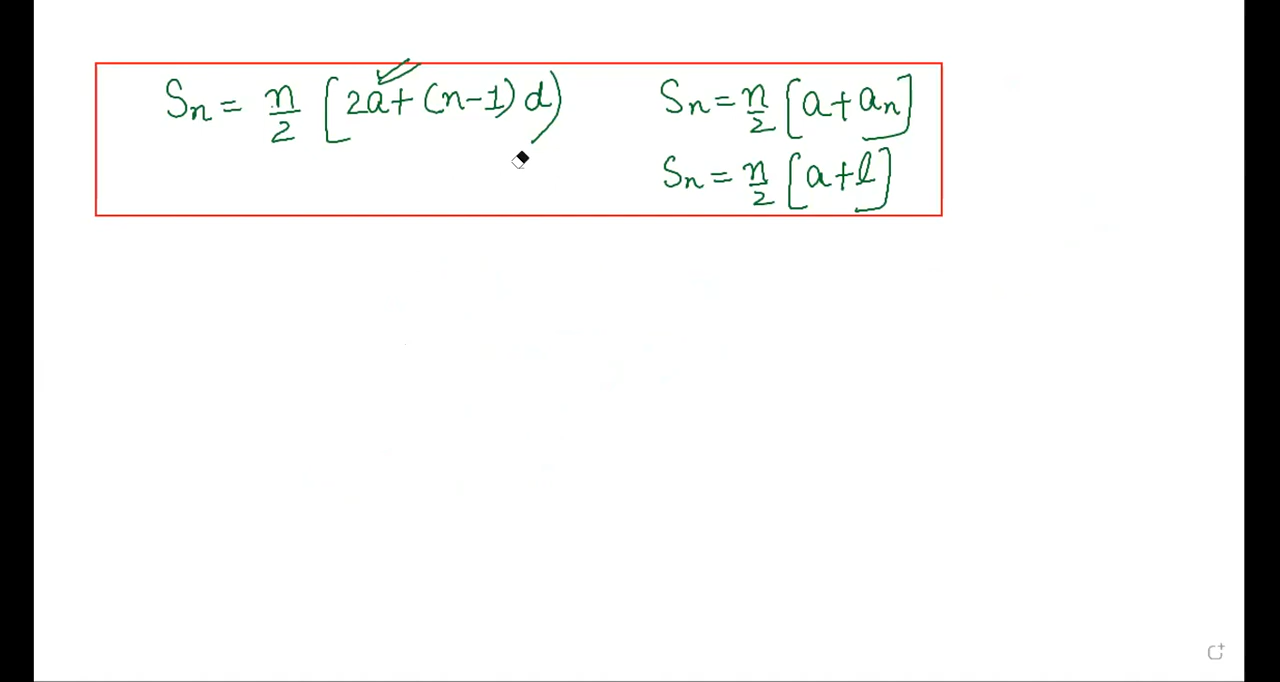 Sn = n/2 [2a+(n-1)d)
Sn = n/2 [a+an]
Sn = n/2 [a+l]